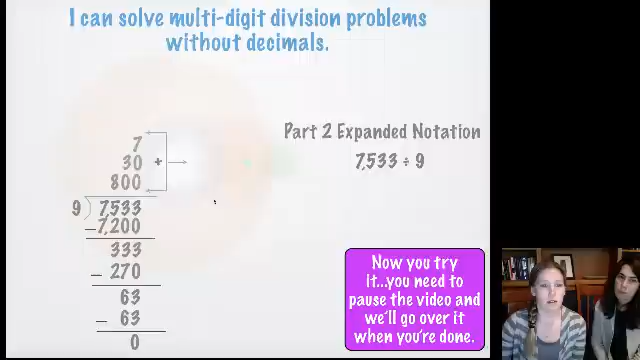 I can solve multi-digit division problems
without decimals.
Part 2 Expanded Notation
7,533 ÷ 9
7
30 +
800
9 ) 7,533
−7,200
333
− 270
63
− 63
0
Now you try
it...you need to
pause the video and
we'll go over it
when you're done.